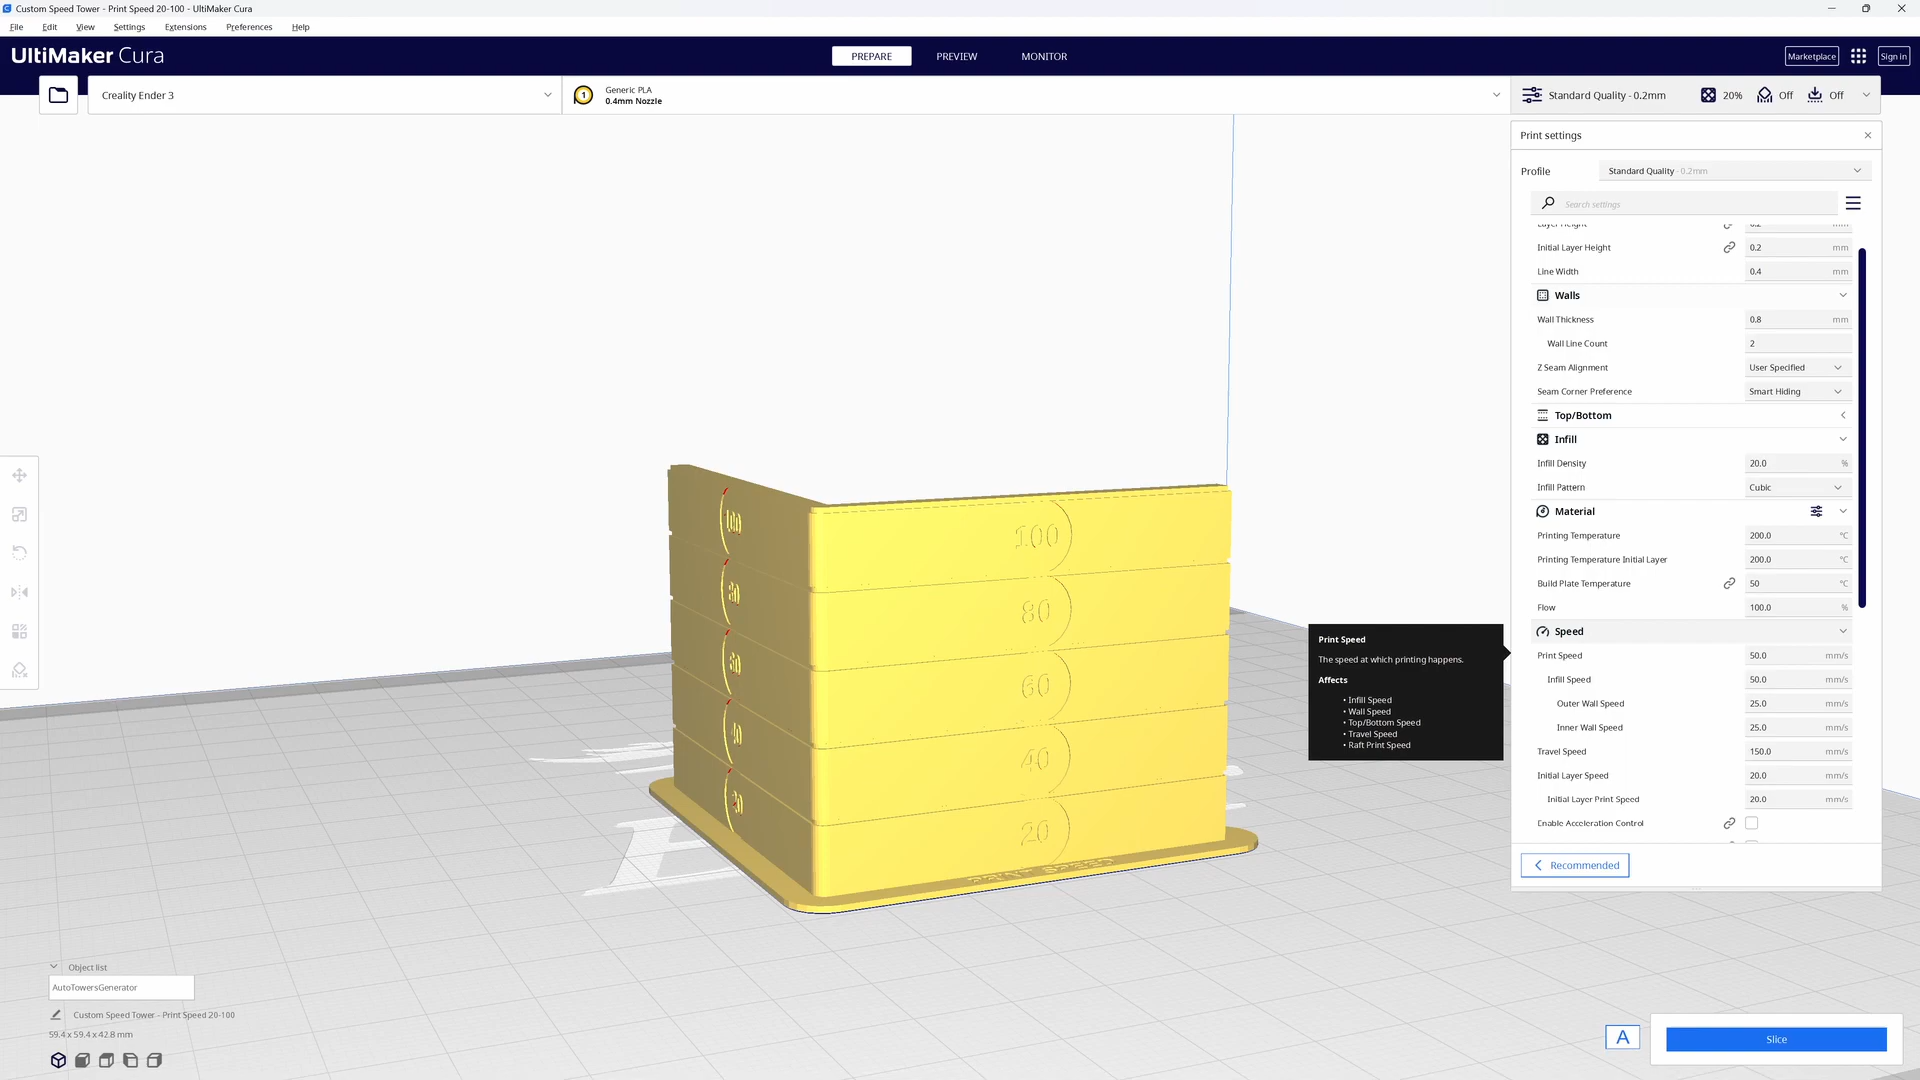 Custom Speed Tower - Print Speed 20-100 - UltiMaker Cura
File Edit View Settings Extensions Preferences Help
UltiMaker Cura
PREPARE PREVIEW MONITOR
Marketplace
Sign in
Creality Ender 3
1
Generic PLA
0.4mm Nozzle
Standard Quality - 0.2mm 20% Off Off
Print settings
Profile Standard Quality - 0.2mm
Search settings
Layer Height 0.2 mm
Initial Layer Height 0.2 mm
Line Width 0.4 mm
Walls
Wall Thickness 0.8 mm
Wall Line Count 2
Z Seam Alignment User Specified
Seam Corner Preference Smart Hiding
Top/Bottom
Infill
Infill Density 20.0 %
Infill Pattern Cubic
Material
Printing Temperature 200.0 °C
Printing Temperature Initial Layer 200.0 °C
Build Plate Temperature 50 °C
Flow 100.0 %
Speed
Print Speed 50.0 mm/s
Infill Speed 50.0 mm/s
Outer Wall Speed 25.0 mm/s
Inner Wall Speed 25.0 mm/s
Travel Speed 150.0 mm/s
Initial Layer Speed 20.0 mm/s
Initial Layer Print Speed 20.0 mm/s
Enable Acceleration Control
Recommended
Print Speed
The speed at which printing happens.
Affects
• Infill Speed
• Wall Speed
• Top/Bottom Speed
• Travel Speed
• Raft Print Speed
100
80
60
40
20
PRINT SPEED
Object list
AutoTowersGenerator
Custom Speed Tower - Print Speed 20-100
59.4 x 59.4 x 42.8 mm
A
Slice